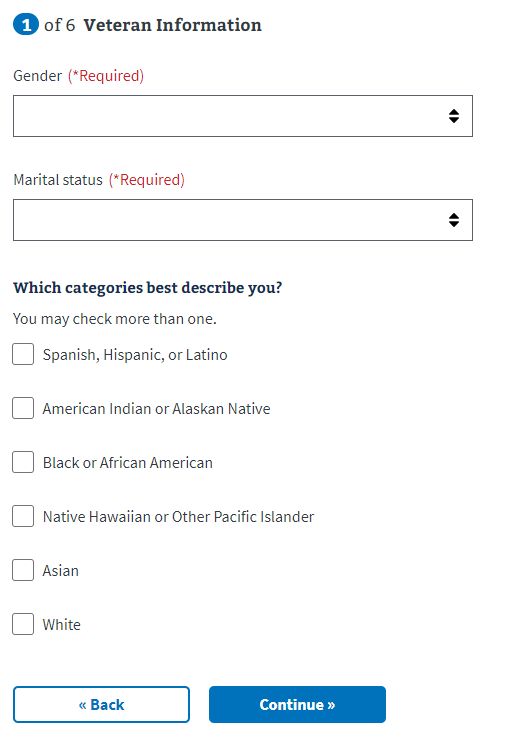 1 of 6 Veteran Information
Gender (*Required)
Marital status (*Required)
Which categories best describe you?
You may check more than one.
Spanish, Hispanic, or Latino
American Indian or Alaskan Native
Black or African American
Native Hawaiian or Other Pacific Islander
Asian
White
« Back
Continue »